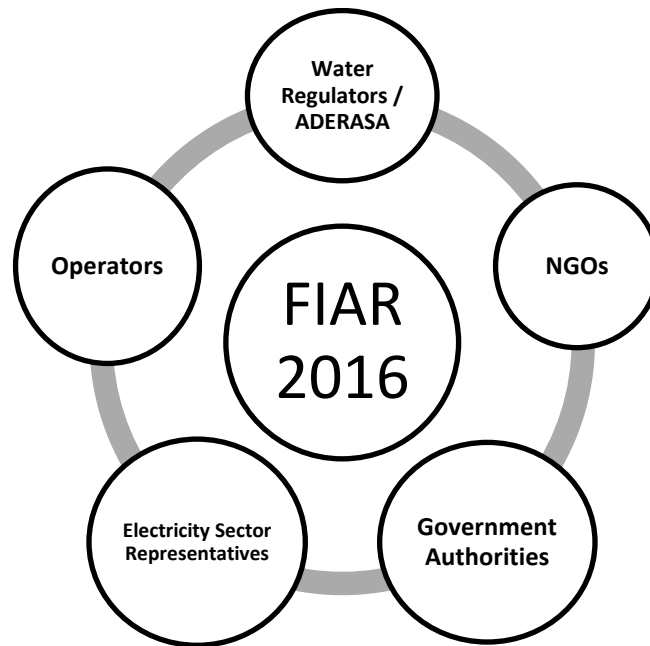 Water
Regulators /
ADERASA
Operators
NGOs
FIAR
2016
Electricity Sector
Representatives
Government
Authorities